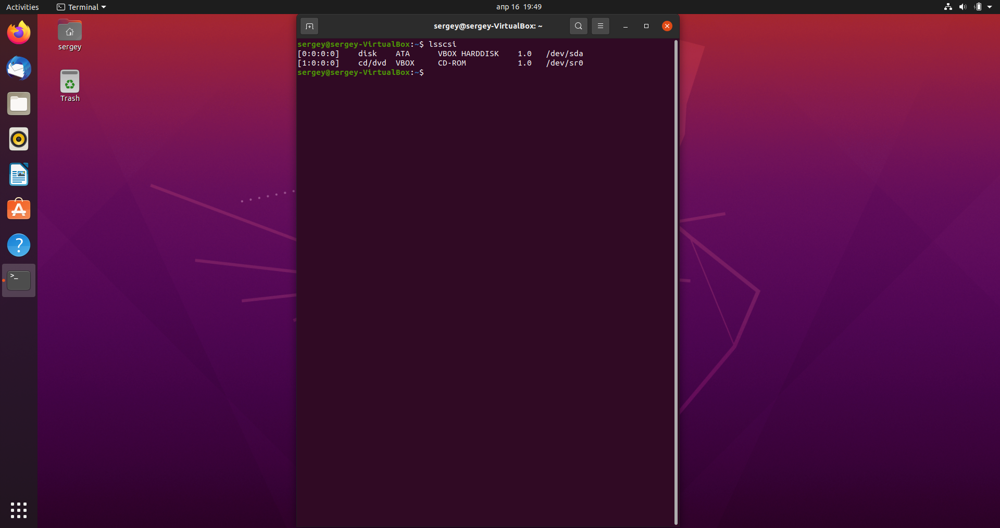 Activities Terminal апр 16 19:49
sergey
Trash
sergey@sergey-VirtualBox: ~
sergey@sergey-VirtualBox:~$ lsscsi
[0:0:0:0]    disk    ATA      VBOX HARDDISK    1.0   /dev/sda
[1:0:0:0]    cd/dvd  VBOX     CD-ROM           1.0   /dev/sr0
sergey@sergey-VirtualBox:~$